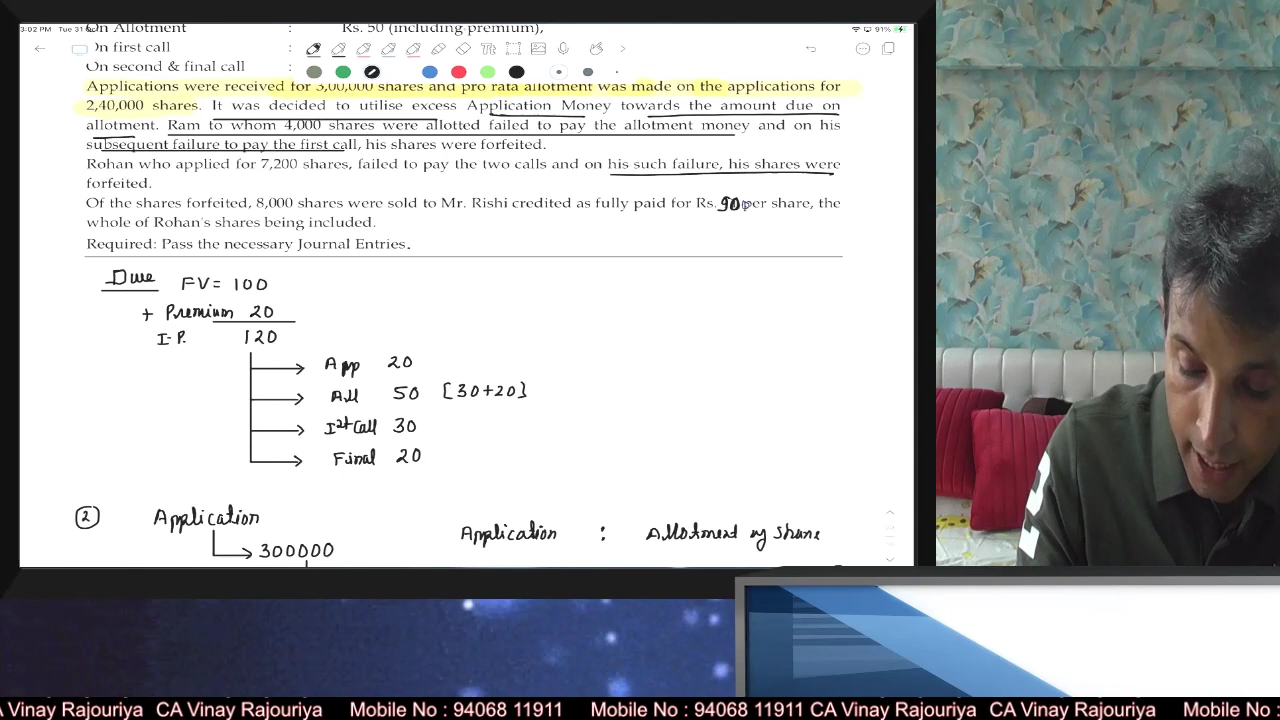 3:02 PM Tue 31 Oct
91%
On Allotment : Rs. 50 (including premium),
On first call :
On second & final call :
Applications were received for 3,00,000 shares and pro rata allotment was made on the applications for
2,40,000 shares. It was decided to utilise excess Application Money towards the amount due on
allotment. Ram to whom 4,000 shares were allotted failed to pay the allotment money and on his
subsequent failure to pay the first call, his shares were forfeited.
Rohan who applied for 7,200 shares, failed to pay the two calls and on his such failure, his shares were
forfeited.
Of the shares forfeited, 8,000 shares were sold to Mr. Rishi credited as fully paid for Rs. 90 per share, the
whole of Rohan's shares being included.
Required: Pass the necessary Journal Entries.
Due FV = 100
+ Premium 20
I.P. 120
App 20
All 50 [30+20]
Ist Call 30
Final 20
2 Application Application : Allotment of Share
300000
A Vinay Rajouriya CA Vinay Rajouriya Mobile No : 94068 11911 Mobile No : 94068 11911 CA Vinay Rajouriya CA Vinay Rajouriya Mobile No :